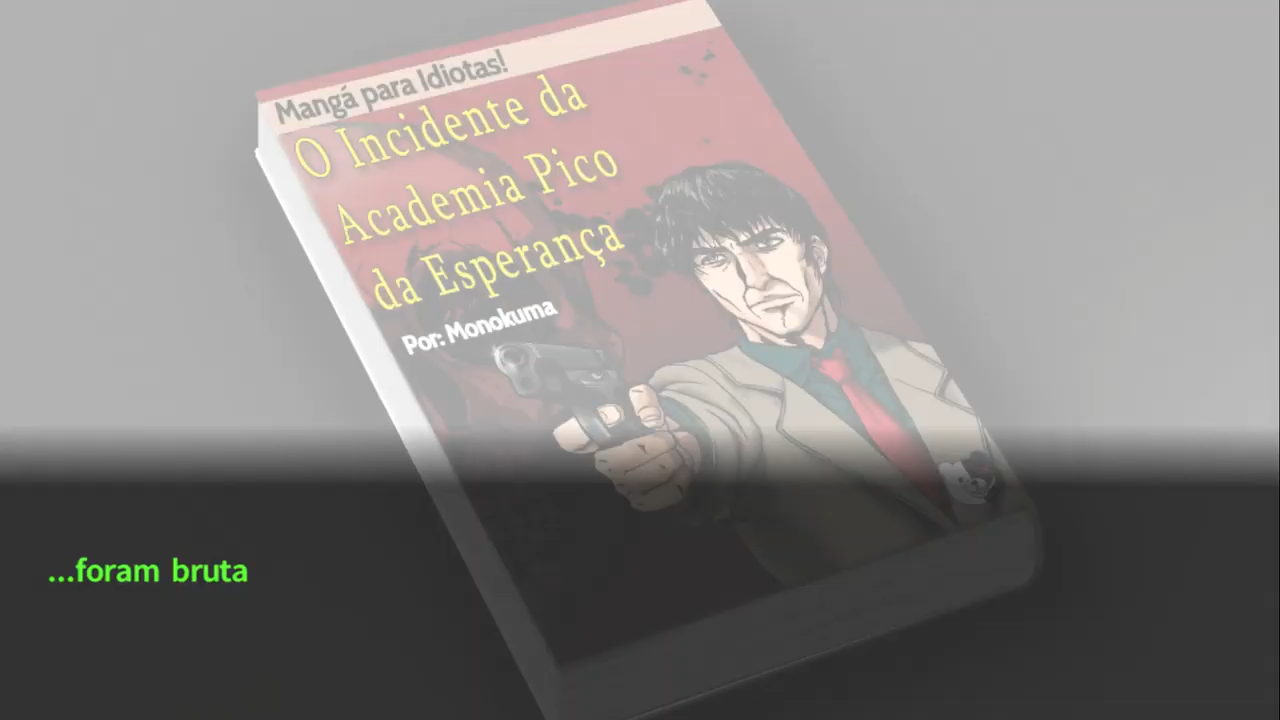 Mangá para Idiotas!
O Incidente da
Academia Pico
da Esperança
Por: Monokuma
...foram bruta